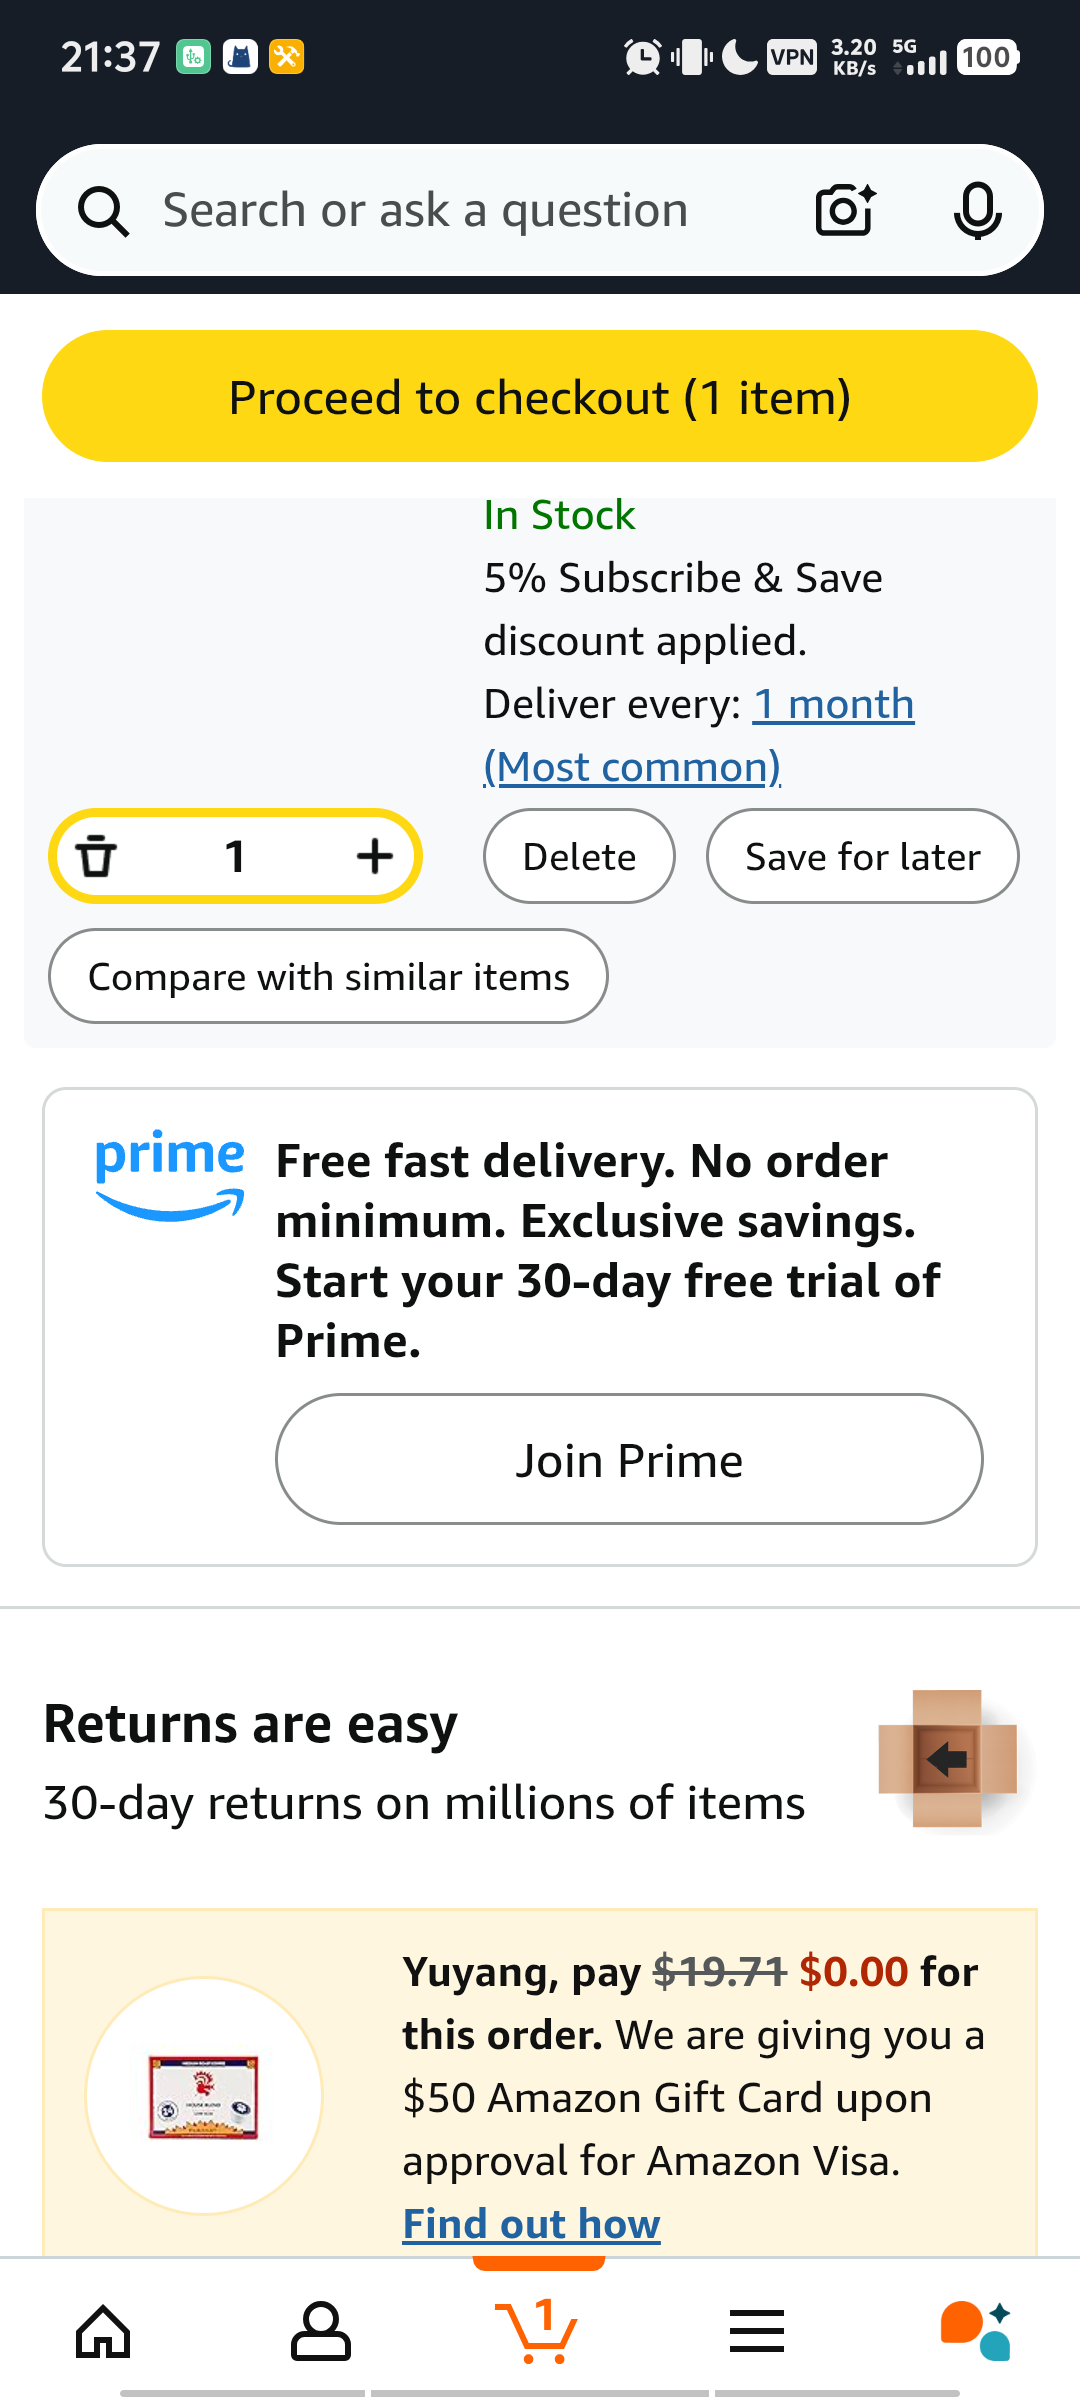 21:37
VPN
3.20
KB/s
5G
100
Search or ask a question
Proceed to checkout (1 item)
In Stock
5% Subscribe & Save
discount applied.
Deliver every: 1 month
(Most common)
1
Delete
Save for later
Compare with similar items
prime
Free fast delivery. No order
minimum. Exclusive savings.
Start your 30-day free trial of
Prime.
Join Prime
Returns are easy
30-day returns on millions of items
Yuyang, pay $19.71 $0.00 for
this order. We are giving you a
$50 Amazon Gift Card upon
approval for Amazon Visa.
Find out how
1